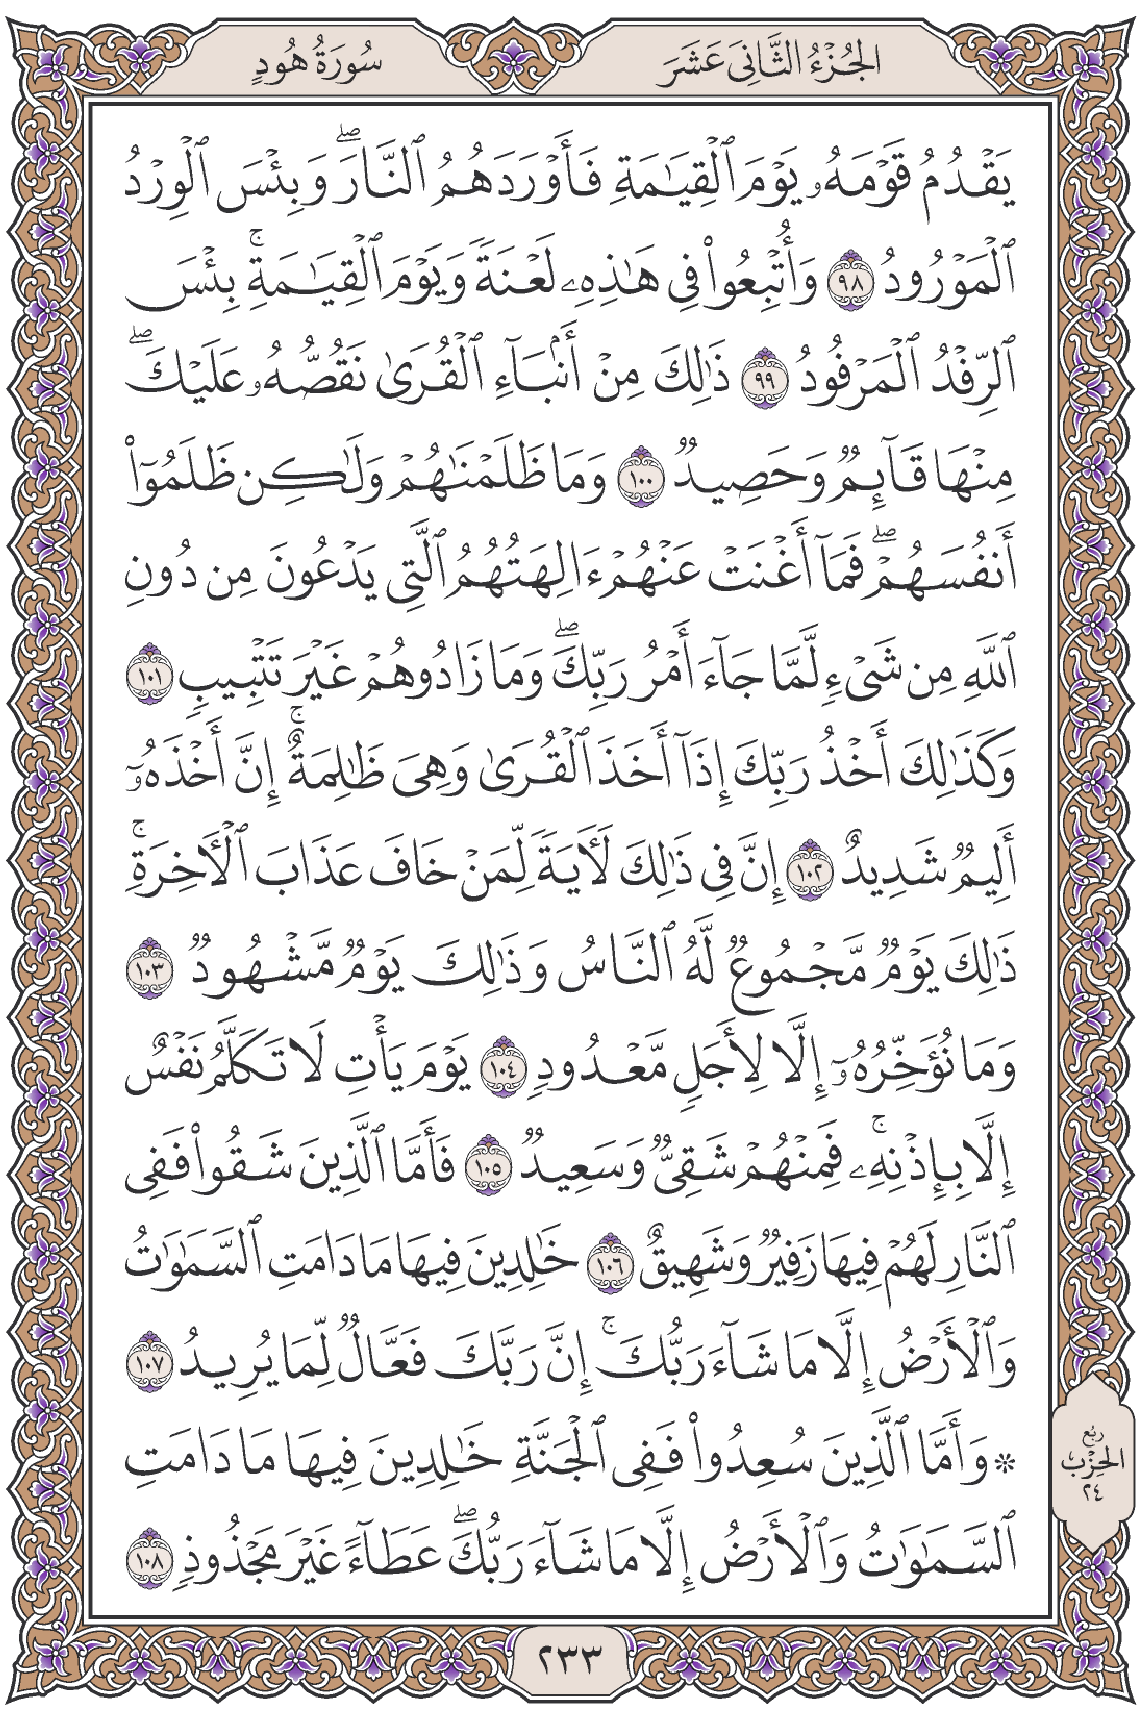 الجُزْءُ الثَّانِيَ عَشَرَ
سُورَةُ هُودٍ
يَقْدُمُ قَوْمَهُۥ يَوْمَ ٱلْقِيَٰمَةِ فَأَوْرَدَهُمُ ٱلنَّارَۖ وَبِئْسَ ٱلْوِرْدُ
ٱلْمَوْرُودُ ٩٨ وَأُتْبِعُوا۟ فِى هَٰذِهِۦ لَعْنَةً وَيَوْمَ ٱلْقِيَٰمَةِۚ بِئْسَ
ٱلرِّفْدُ ٱلْمَرْفُودُ ٩٩ ذَٰلِكَ مِنْ أَنۢبَآءِ ٱلْقُرَىٰ نَقُصُّهُۥ عَلَيْكَۖ
مِنْهَا قَآئِمٌ وَحَصِيدٌ ١٠٠ وَمَا ظَلَمْنَٰهُمْ وَلَٰكِن ظَلَمُوٓا۟
أَنفُسَهُمْۖ فَمَآ أَغْنَتْ عَنْهُمْ ءَالِهَتُهُمُ ٱلَّتِى يَدْعُونَ مِن دُونِ
ٱللَّهِ مِن شَىْءٍ لَّمَّا جَآءَ أَمْرُ رَبِّكَۖ وَمَا زَادُوهُمْ غَيْرَ تَتْبِيبٍ ١٠١
وَكَذَٰلِكَ أَخْذُ رَبِّكَ إِذَآ أَخَذَ ٱلْقُرَىٰ وَهِىَ ظَٰلِمَةٌۚ إِنَّ أَخْذَهُۥٓ
أَلِيمٌ شَدِيدٌ ١٠٢ إِنَّ فِى ذَٰلِكَ لَـَٔايَةً لِّمَنْ خَافَ عَذَابَ ٱلْـَٔاخِرَةِۚ
ذَٰلِكَ يَوْمٌ مَّجْمُوعٌ لَّهُ ٱلنَّاسُ وَذَٰلِكَ يَوْمٌ مَّشْهُودٌ ١٠٣
وَمَا نُؤَخِّرُهُۥٓ إِلَّا لِأَجَلٍ مَّعْدُودٍ ١٠٤ يَوْمَ يَأْتِ لَا تَكَلَّمُ نَفْسٌ
إِلَّا بِإِذْنِهِۦۚ فَمِنْهُمْ شَقِىٌّ وَسَعِيدٌ ١٠٥ فَأَمَّا ٱلَّذِينَ شَقُوا۟ فَفِى
ٱلنَّارِ لَهُمْ فِيهَا زَفِيرٌ وَشَهِيقٌ ١٠٦ خَٰلِدِينَ فِيهَا مَا دَامَتِ ٱلسَّمَٰوَٰتُ
وَٱلْأَرْضُ إِلَّا مَا شَآءَ رَبُّكَۚ إِنَّ رَبَّكَ فَعَّالٌ لِّمَا يُرِيدُ ١٠٧
۞ وَأَمَّا ٱلَّذِينَ سُعِدُوا۟ فَفِى ٱلْجَنَّةِ خَٰلِدِينَ فِيهَا مَا دَامَتِ
ٱلسَّمَٰوَٰتُ وَٱلْأَرْضُ إِلَّا مَا شَآءَ رَبُّكَۖ عَطَآءً غَيْرَ مَجْذُوذٍ ١٠٨
رُبْع
الْحِزْب
٢٤
٢٣٣